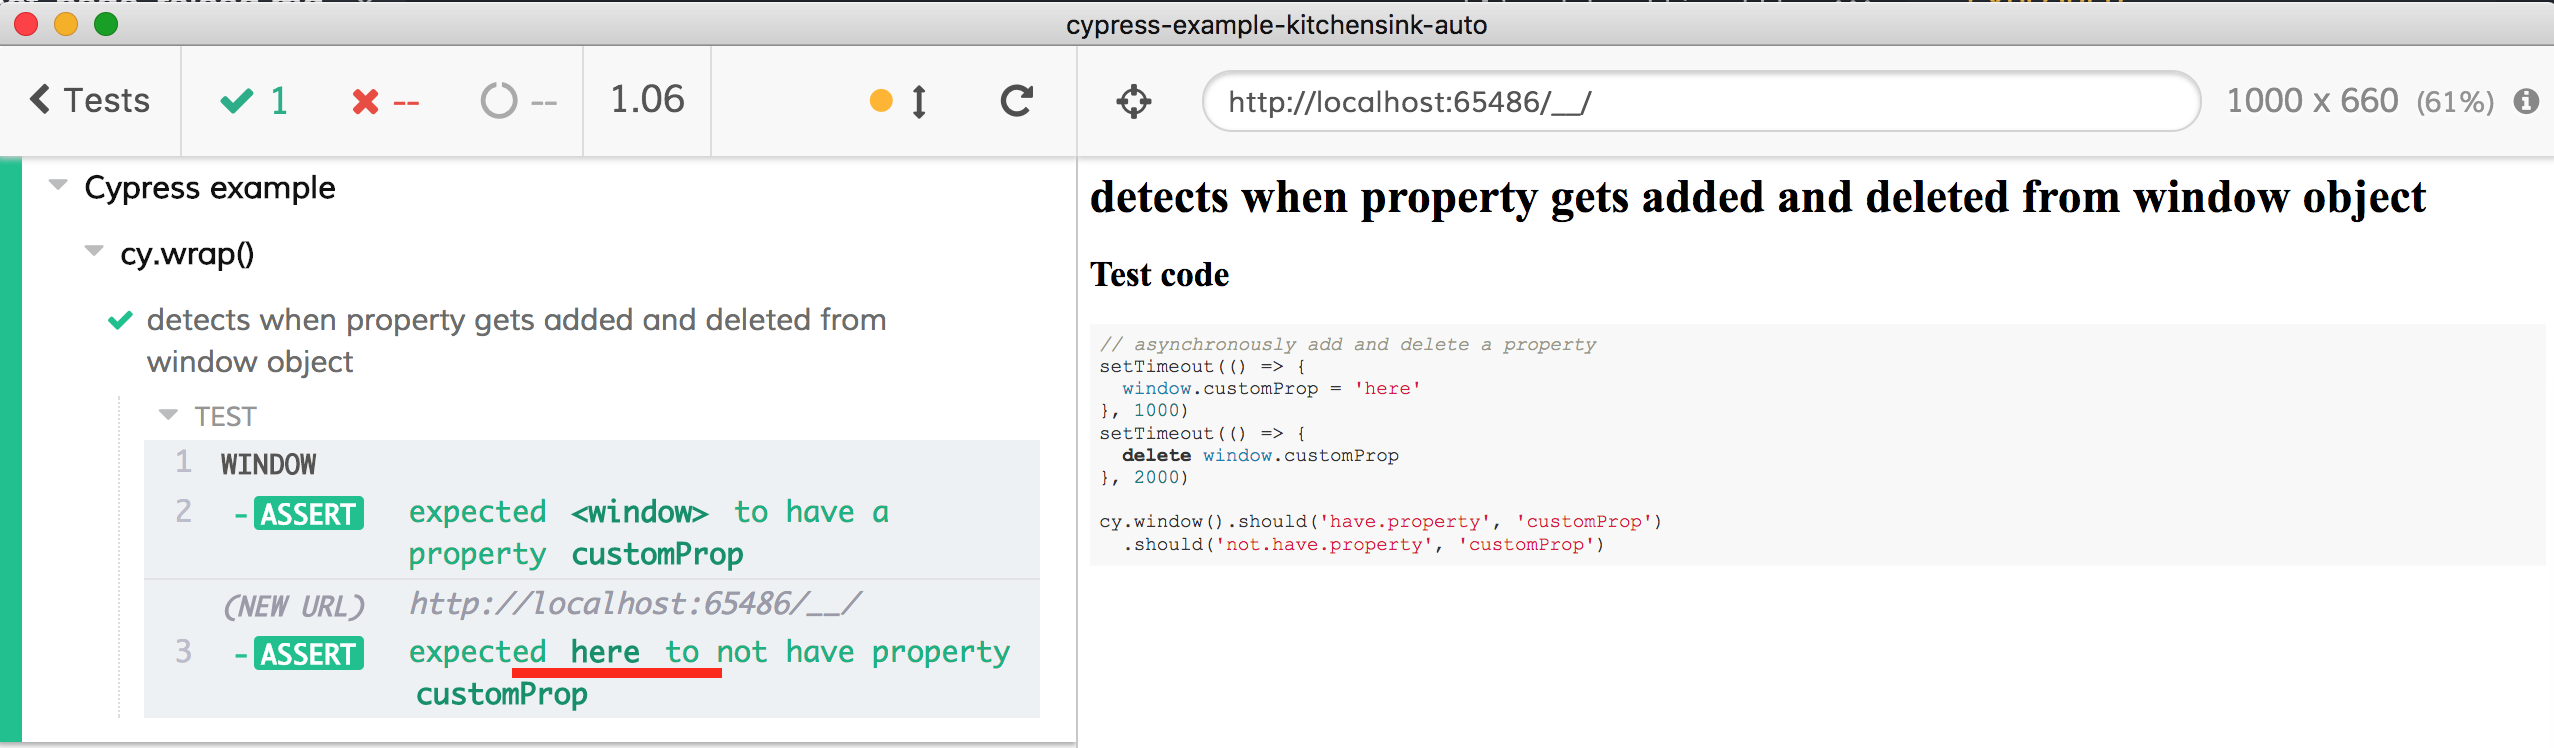 cypress-example-kitchensink-auto
Tests 1 -- -- 1.06 http://localhost:65486/__/ 1000 x 660 (61%)
Cypress example
cy.wrap()
detects when property gets added and deleted from
window object
TEST
1 WINDOW
2 -ASSERT expected <window> to have a
property customProp
(NEW URL) http://localhost:65486/__/
3 -ASSERT expected here to not have property
customProp
detects when property gets added and deleted from window object
Test code
// asynchronously add and delete a property
setTimeout(() => {
  window.customProp = 'here'
}, 1000)
setTimeout(() => {
  delete window.customProp
}, 2000)
cy.window().should('have.property', 'customProp')
  .should('not.have.property', 'customProp')